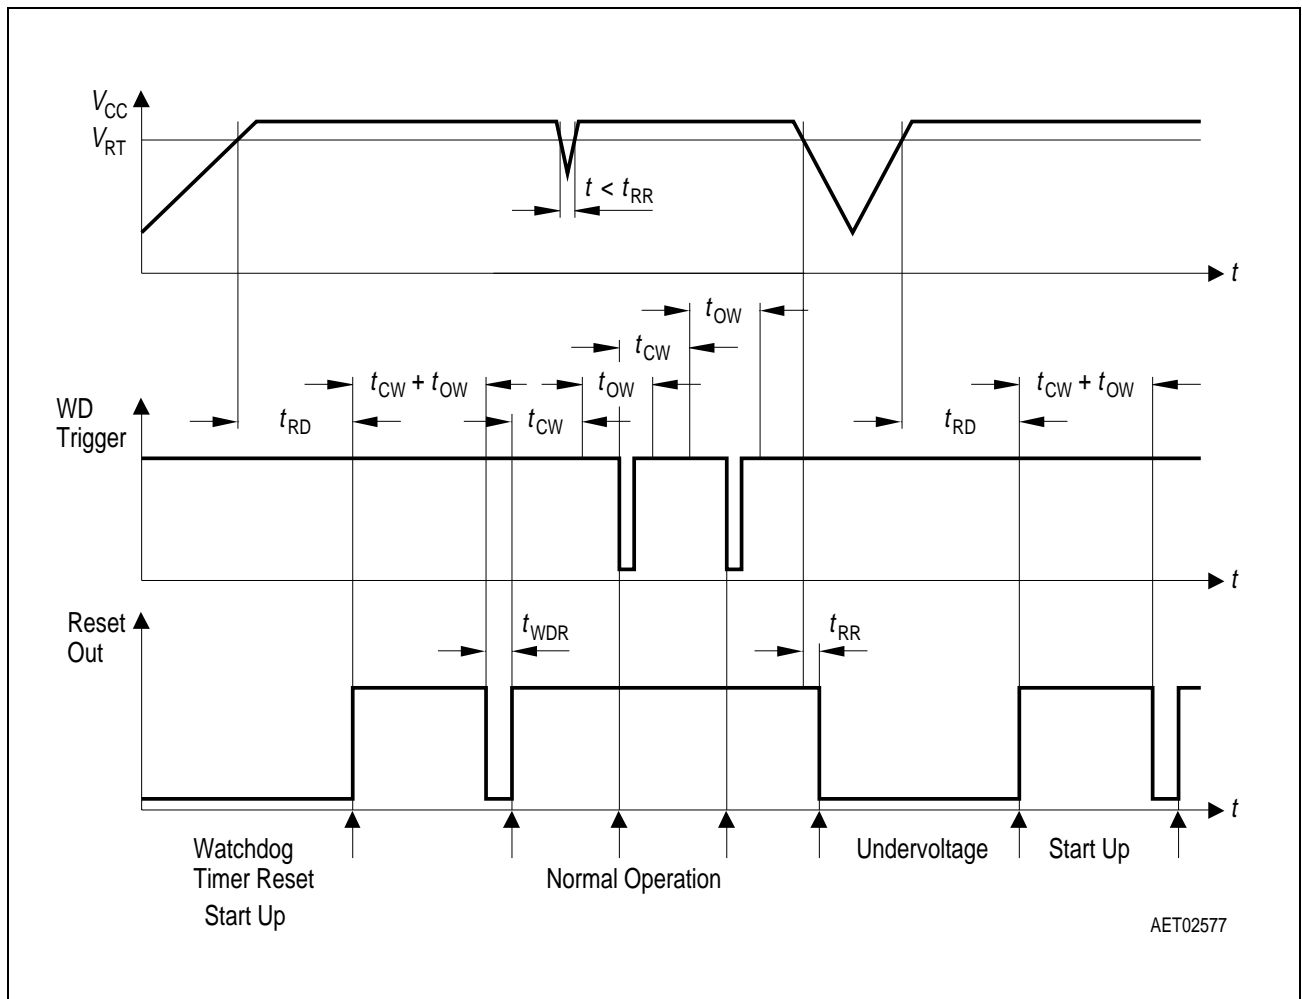 VCC
VRT
t < tRR
t
tOW
tCW
tCW + tOW
tOW
tCW + tOW
WD
Trigger
tRD
tCW
tRD
t
Reset
Out
tWDR
tRR
t
Watchdog
Timer Reset
Start Up
Normal Operation
Undervoltage
Start Up
AET02577